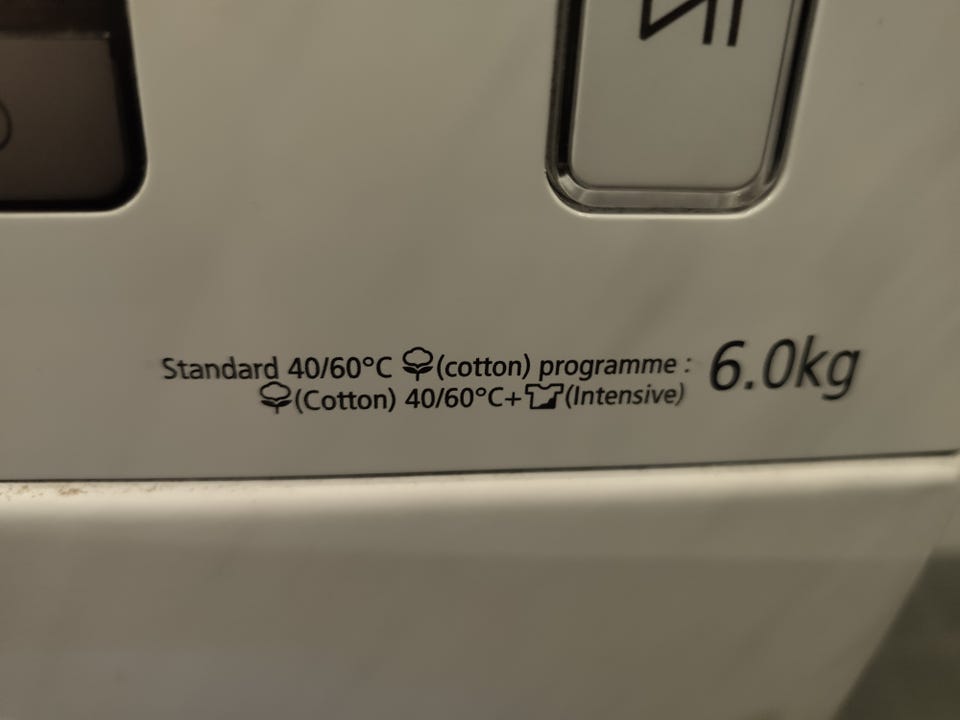 Standard 40/60°C (cotton) programme : 6.0kg
(Cotton) 40/60°C+ (Intensive)